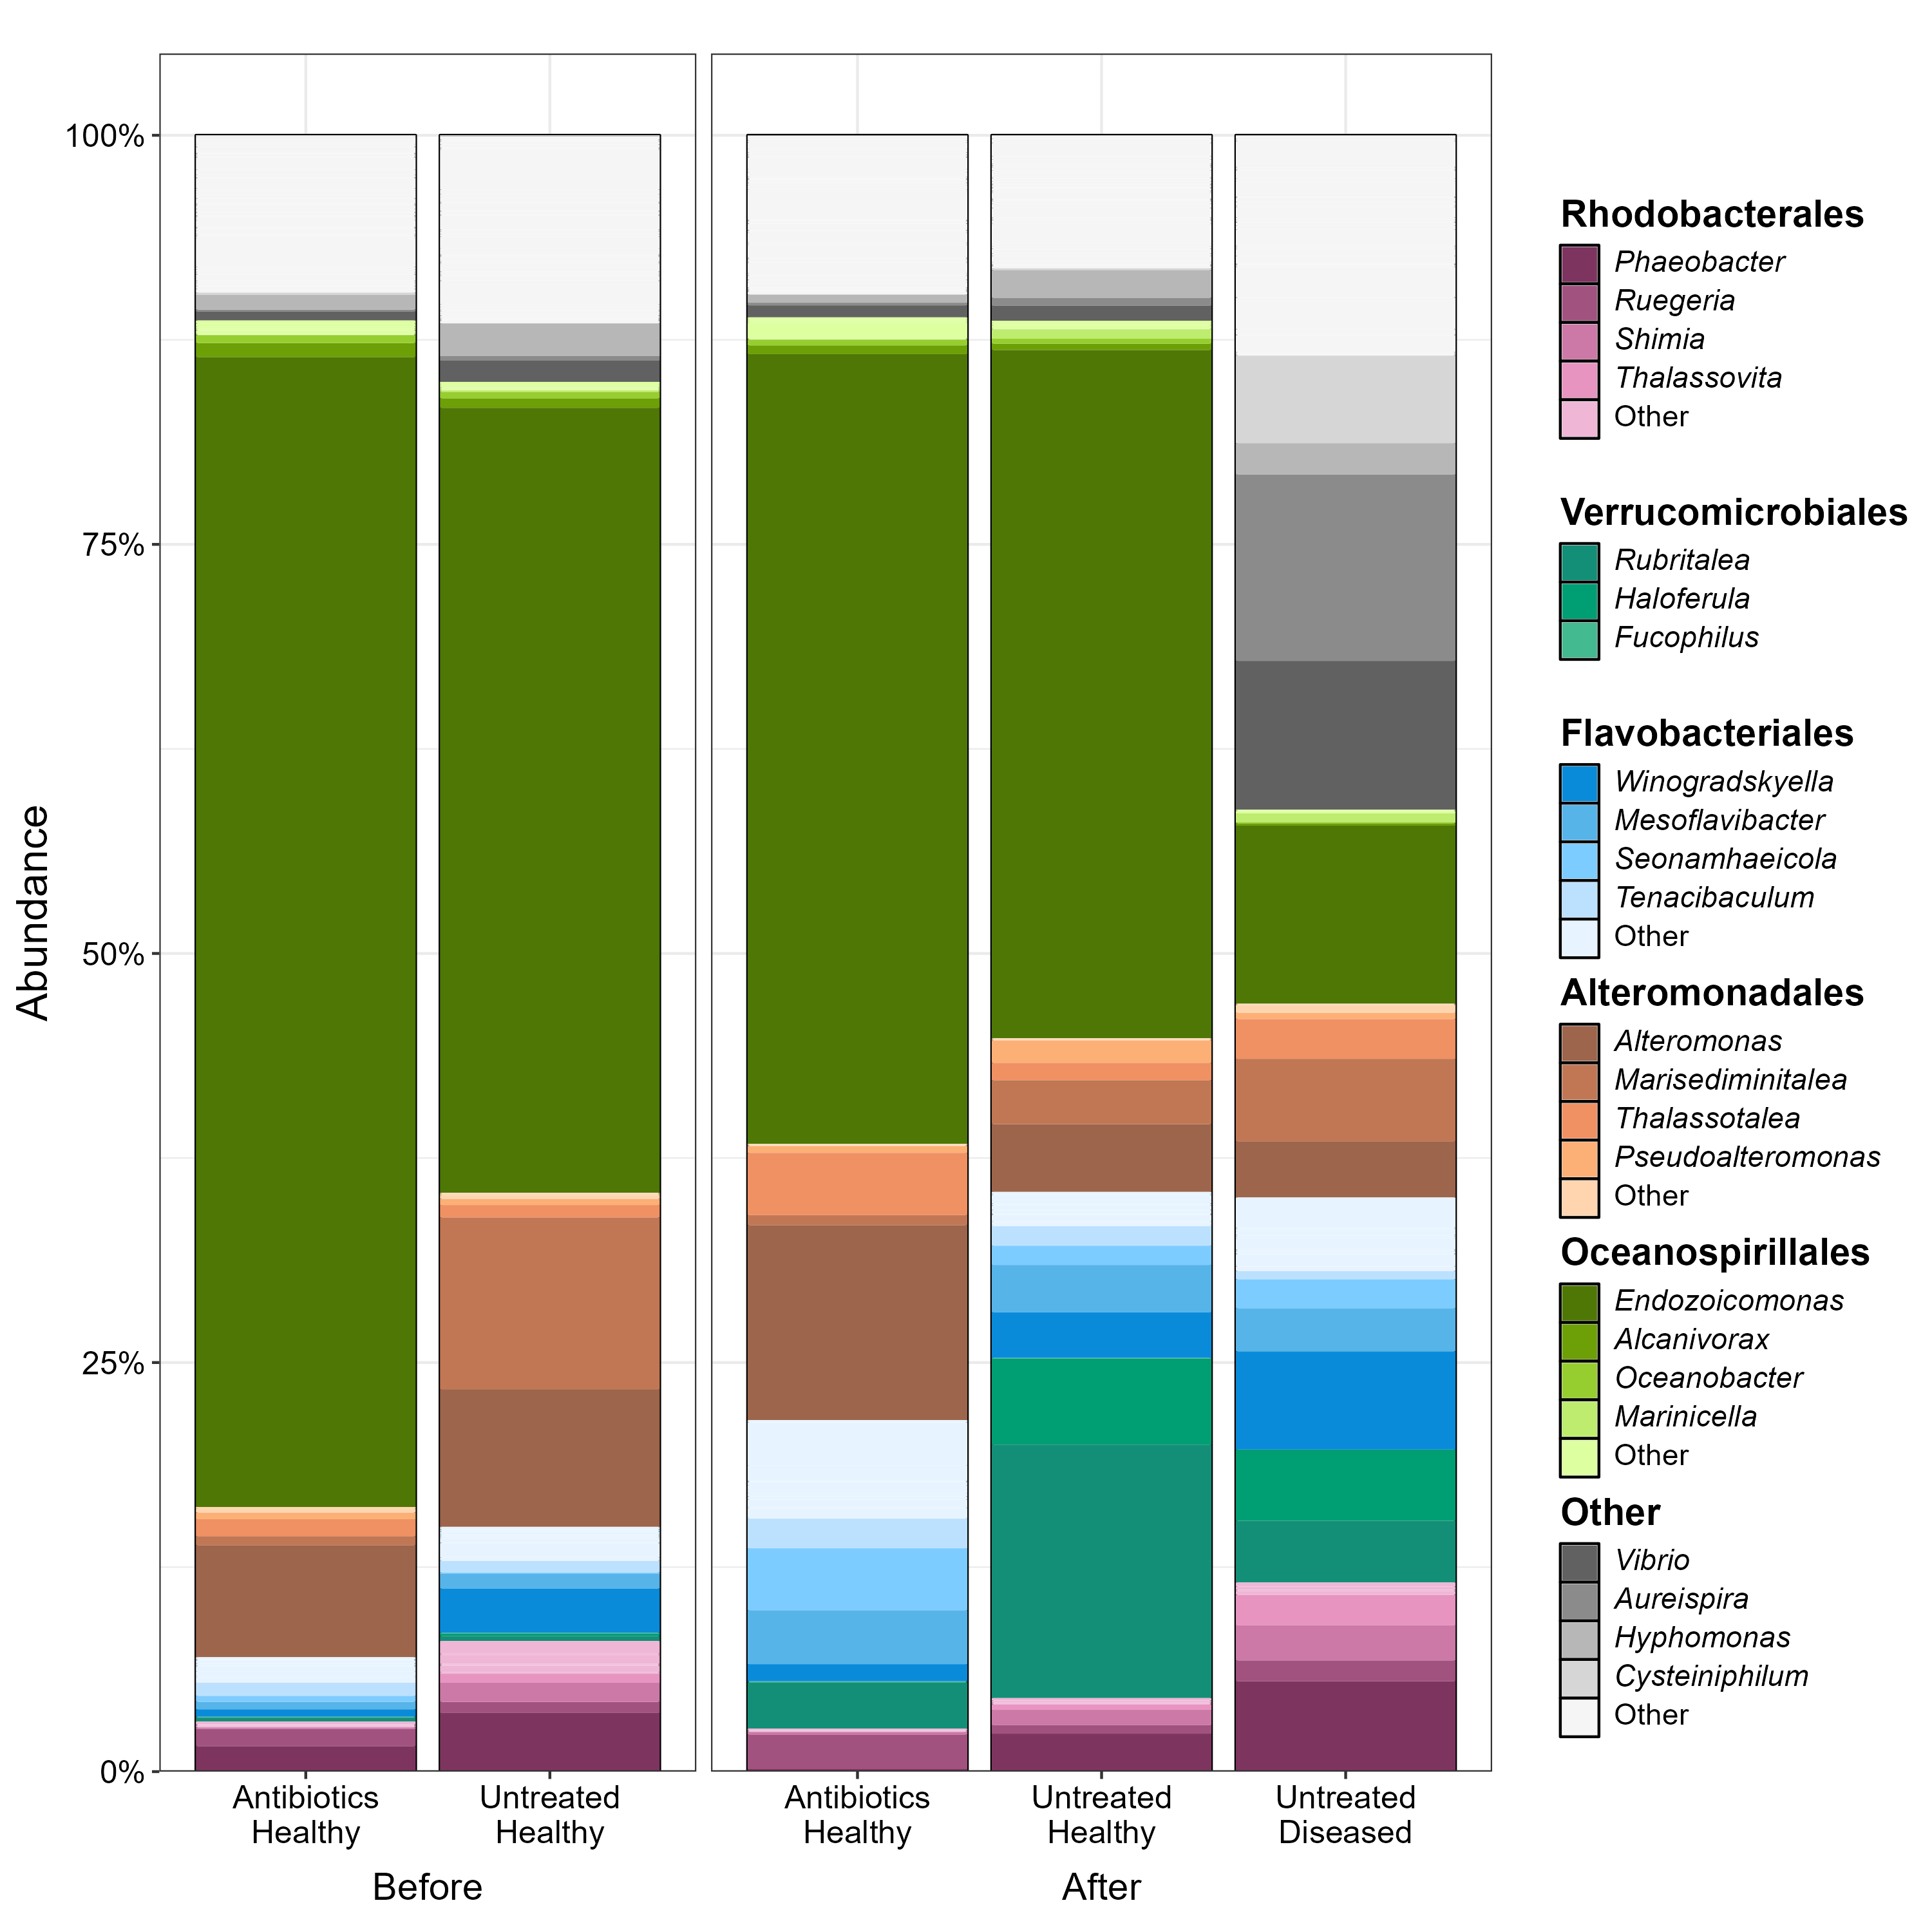 100%
75%
50%
25%
0%
Abundance
Antibiotics
Healthy
Untreated
Healthy
Before
Antibiotics
Healthy
Untreated
Healthy
Untreated
Diseased
After
Rhodobacterales
Phaeobacter
Ruegeria
Shimia
Thalassovita
Other
Verrucomicrobiales
Rubritalea
Haloferula
Fucophilus
Flavobacteriales
Winogradskyella
Mesoflavibacter
Seonamhaeicola
Tenacibaculum
Other
Alteromonadales
Alteromonas
Marisediminitalea
Thalassotalea
Pseudoalteromonas
Other
Oceanospirillales
Endozoicomonas
Alcanivorax
Oceanobacter
Marinicella
Other
Other
Vibrio
Aureispira
Hyphomonas
Cysteiniphilum
Other